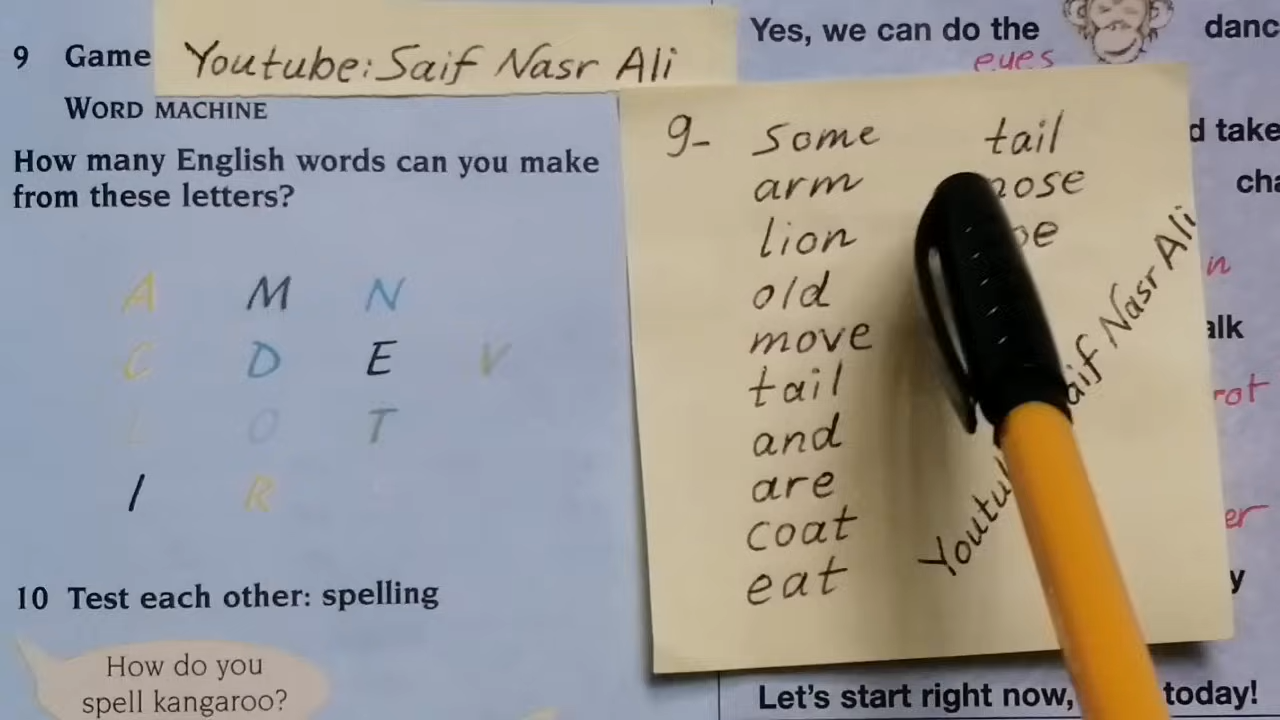 9 Game
Youtube: Saif Nasr Ali
WORD MACHINE
How many English words can you make
from these letters?
A M N
C D E V
L O T
I R
10 Test each other: spelling
How do you
spell kangaroo?
Yes, we can do the
danc
eyes
9- some tail
arm nose
lion
old
move
tail
and
are
coat
eat
Saif Nasr Ali
d take
cha
in
alk
rot
er
y
Let's start right now, today!